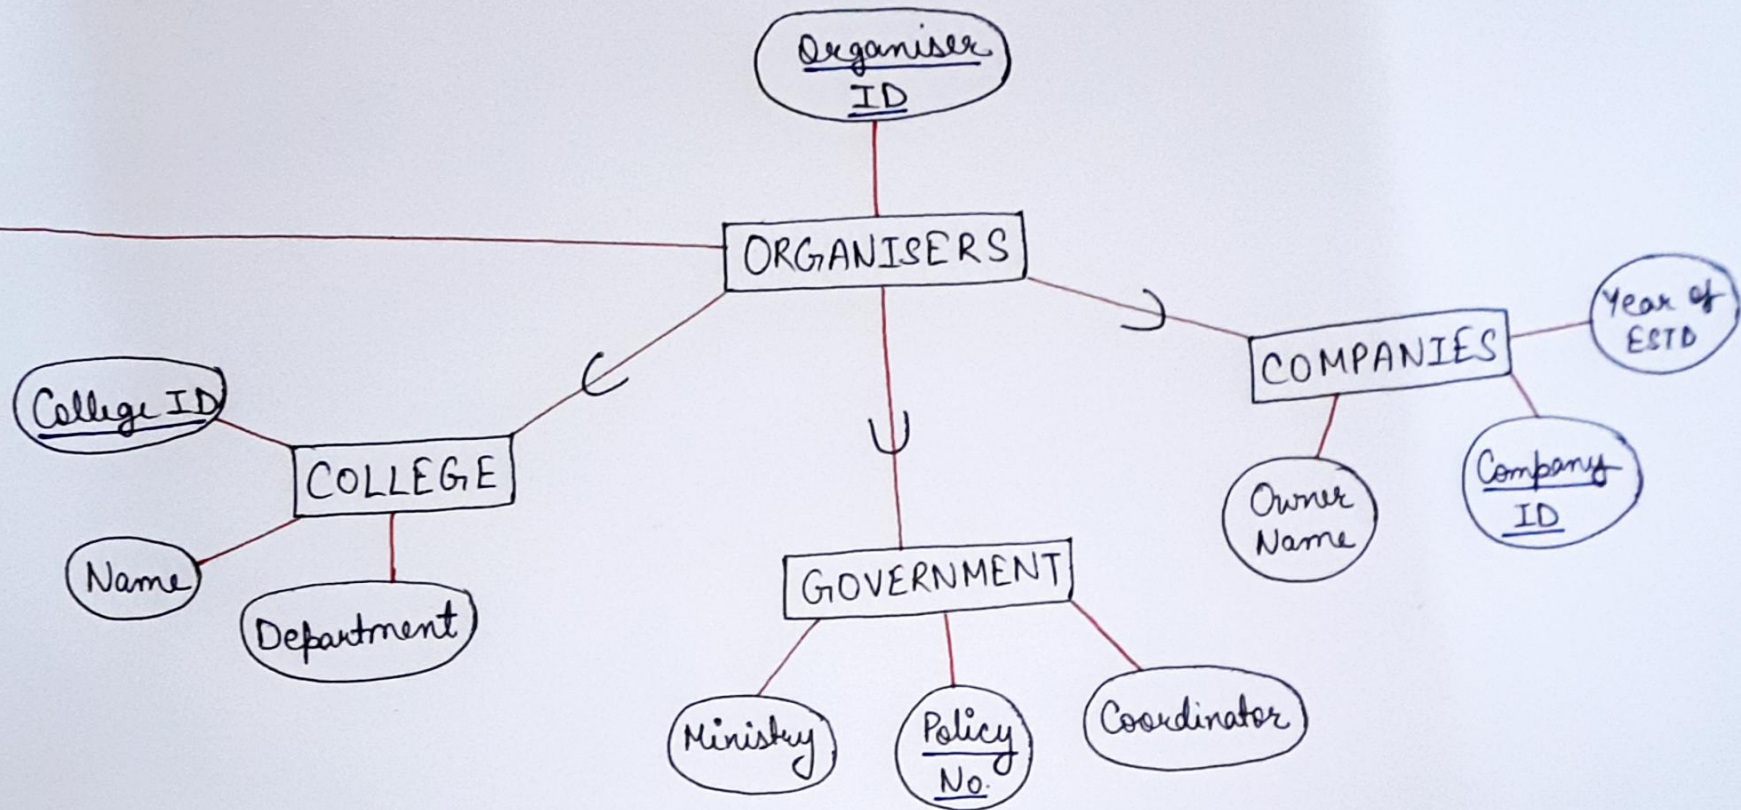 Organiser
ID
ORGANISERS
Year of
ESTD
COMPANIES
College ID
COLLEGE
Company
ID
Owner
Name
Name
Department
GOVERNMENT
Ministry
Policy
No.
Coordinator